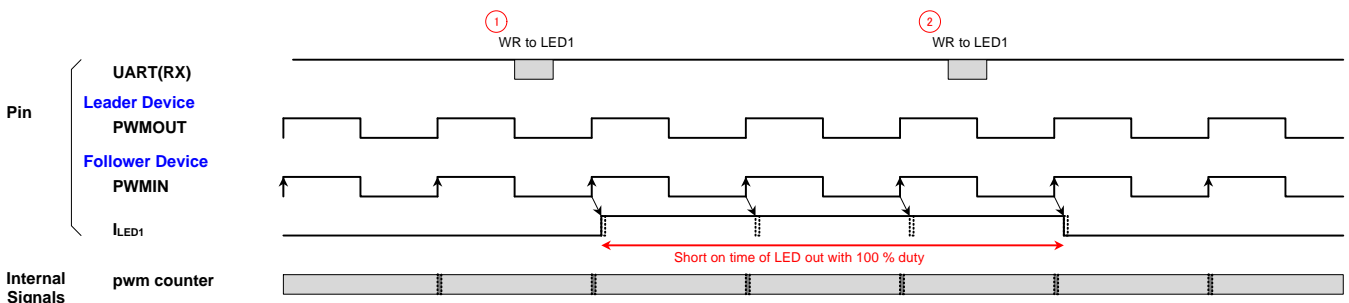 1
2
WR to LED1
WR to LED1
UART(RX)
Pin
Leader Device
PWMOUT
Follower Device
PWMIN
ILED1
Short on time of LED out with 100 % duty
Internal
Signals
pwm counter